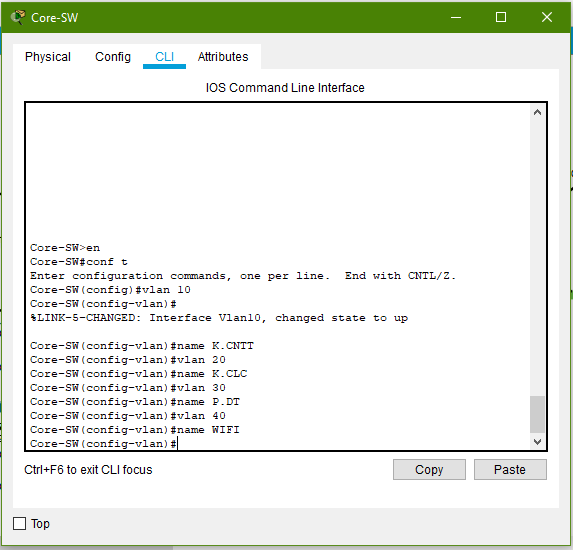 Core-SW
Physical Config CLI Attributes
IOS Command Line Interface
Core-SW>en
Core-SW#conf t
Enter configuration commands, one per line.  End with CNTL/Z.
Core-SW(config)#vlan 10
Core-SW(config-vlan)#
%LINK-5-CHANGED: Interface Vlan10, changed state to up
Core-SW(config-vlan)#name K.CNTT
Core-SW(config-vlan)#vlan 20
Core-SW(config-vlan)#name K.CLC
Core-SW(config-vlan)#vlan 30
Core-SW(config-vlan)#name P.DT
Core-SW(config-vlan)#vlan 40
Core-SW(config-vlan)#name WIFI
Core-SW(config-vlan)#
Ctrl+F6 to exit CLI focus Copy Paste
Top